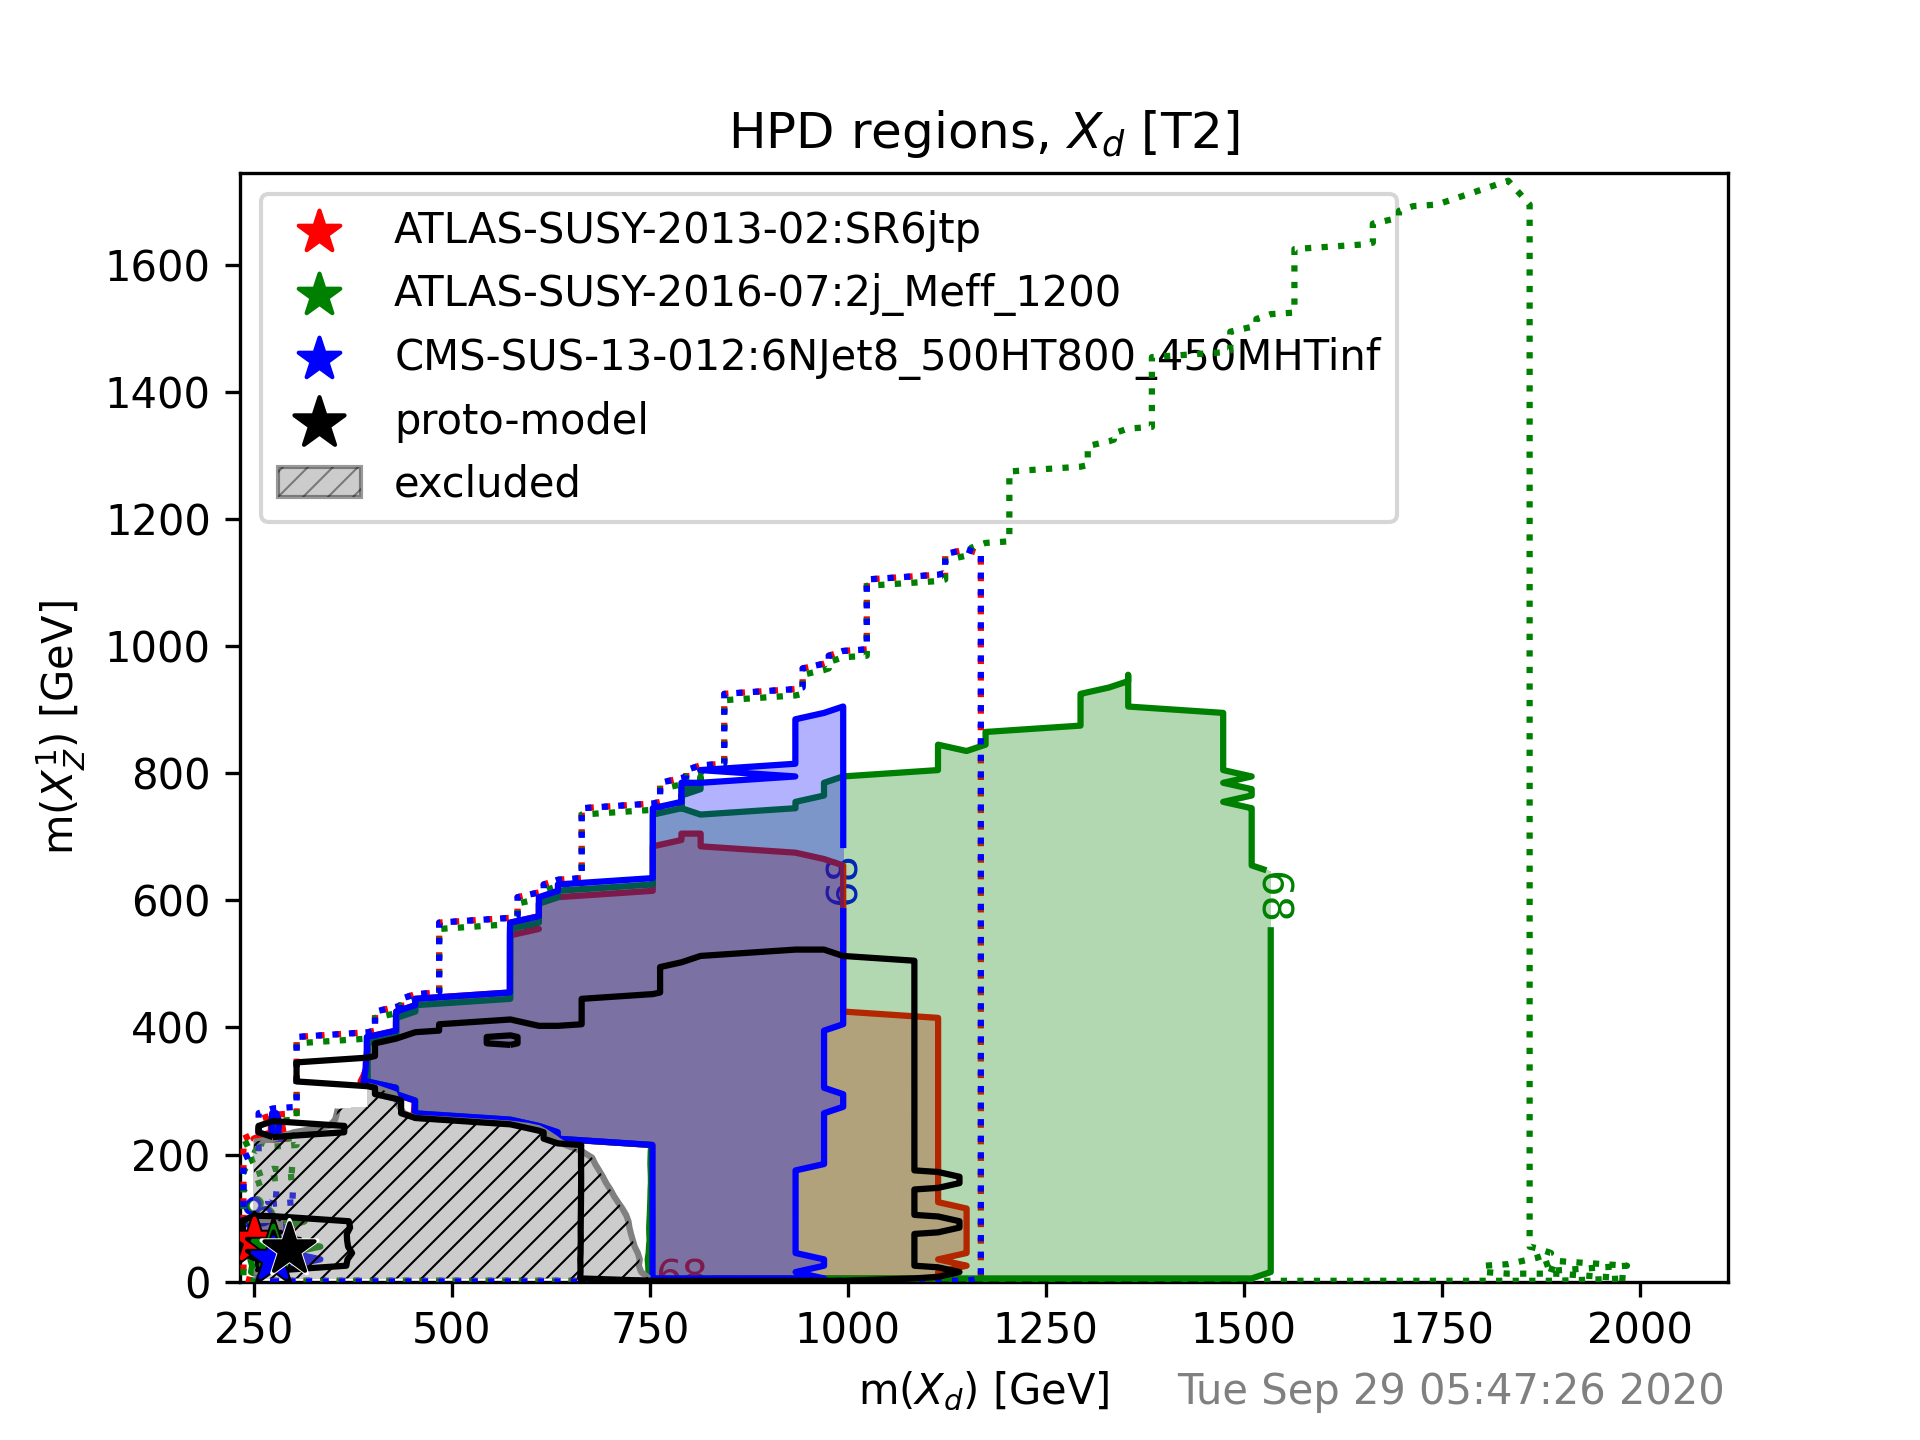 HPD regions, X_d [T2]
ATLAS-SUSY-2013-02:SR6jtp
ATLAS-SUSY-2016-07:2j_Meff_1200
CMS-SUS-13-012:6NJet8_500HT800_450MHTinf
proto-model
excluded
m(X_Z^1) [GeV]
1600
1400
1200
1000
800
600
400
200
0
68
68
68
250
500
750
1000
1250
1500
1750
2000
m(X_d) [GeV]
Tue Sep 29 05:47:26 2020